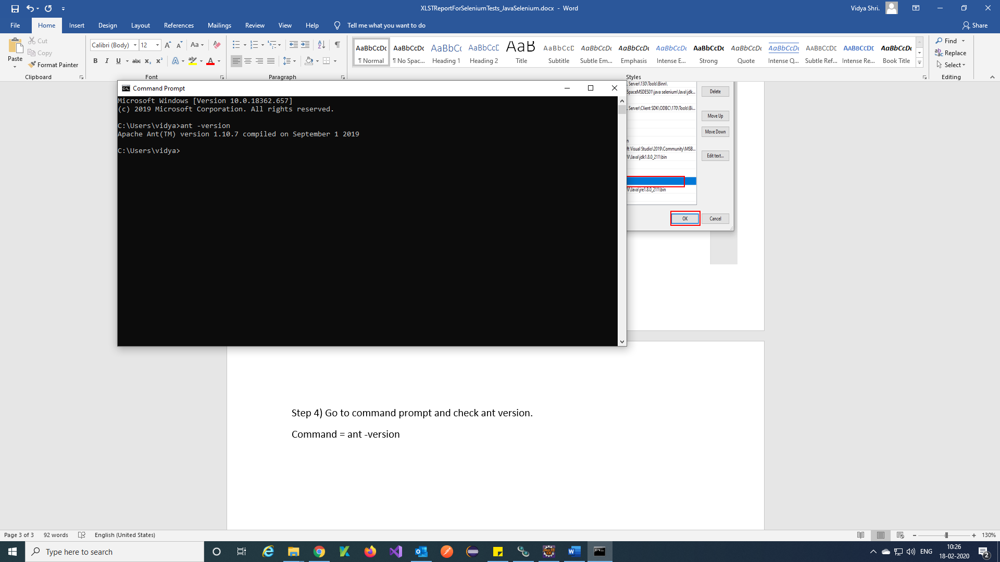 XLSTReportForSeleniumTests_JavaSelenium.docx - Word
Vidya Shri.
File Home Insert Design Layout References Mailings Review View Help Tell me what you want to do Share
Paste
Cut
Copy
Format Painter
Clipboard
Calibri (Body) 12
Font
Paragraph
AaBbCcDc ¶ Normal
AaBbCcDc ¶ No Spac...
AaBbCc Heading 1
AaBbCcD Heading 2
AaB Title
AaBbCcD Subtitle
AaBbCcDc Subtle Em...
AaBbCcDc Emphasis
AaBbCcDc Intense E...
AaBbCcDc Strong
AaBbCcDc Quote
AaBbCcDc Intense Q...
AABBCCDE Subtle Ref...
AABBCCDE Intense Re...
AaBbCcDc Book Title
Styles
Find
Replace
Select
Editing
Command Prompt
Microsoft Windows [Version 10.0.18362.657]
(c) 2019 Microsoft Corporation. All rights reserved.
C:\Users\vidya>ant -version
Apache Ant(TM) version 1.10.7 compiled on September 1 2019
C:\Users\vidya>
. Server\130\Tools\Binn\
SpaceMSDES01\java selenium\Java\jdk...
. Server\Client SDK\ODBC\170\Tools\Bi...
n
ft Visual Studio\2019\Community\MSB...
V\Java\jdk1.8.0_211\bin
V\Java\jre1.8.0_211\bin
Delete
Move Up
Move Down
Edit text...
OK Cancel
Step 4) Go to command prompt and check ant version.
Command = ant -version
Page 3 of 3 92 words English (United States) 130%
Type here to search
ENG
10:26
18-02-2020
2